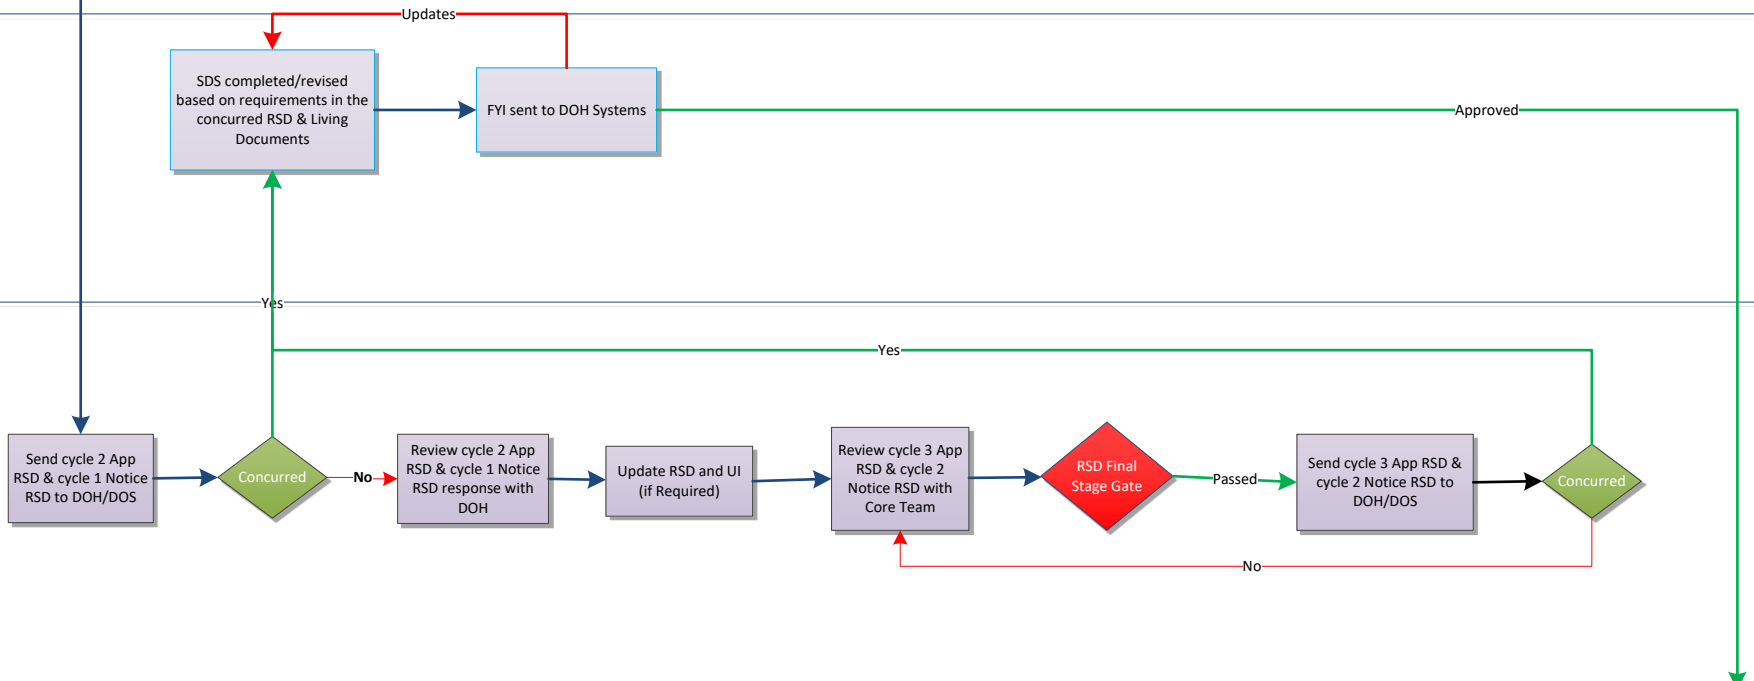 Updates
SDS completed/revised
based on requirements in the
concurred RSD & Living
Documents
FYI sent to DOH Systems
Approved
Yes
Yes
Send cycle 2 App
RSD & cycle 1 Notice
RSD to DOH/DOS
Concurred
No
Review cycle 2 App
RSD & cycle 1 Notice
RSD response with
DOH
Update RSD and UI
(if Required)
Review cycle 3 App
RSD & cycle 2
Notice RSD with
Core Team
RSD Final
Stage Gate
Passed
Send cycle 3 App RSD &
cycle 2 Notice RSD to
DOH/DOS
Concurred
No